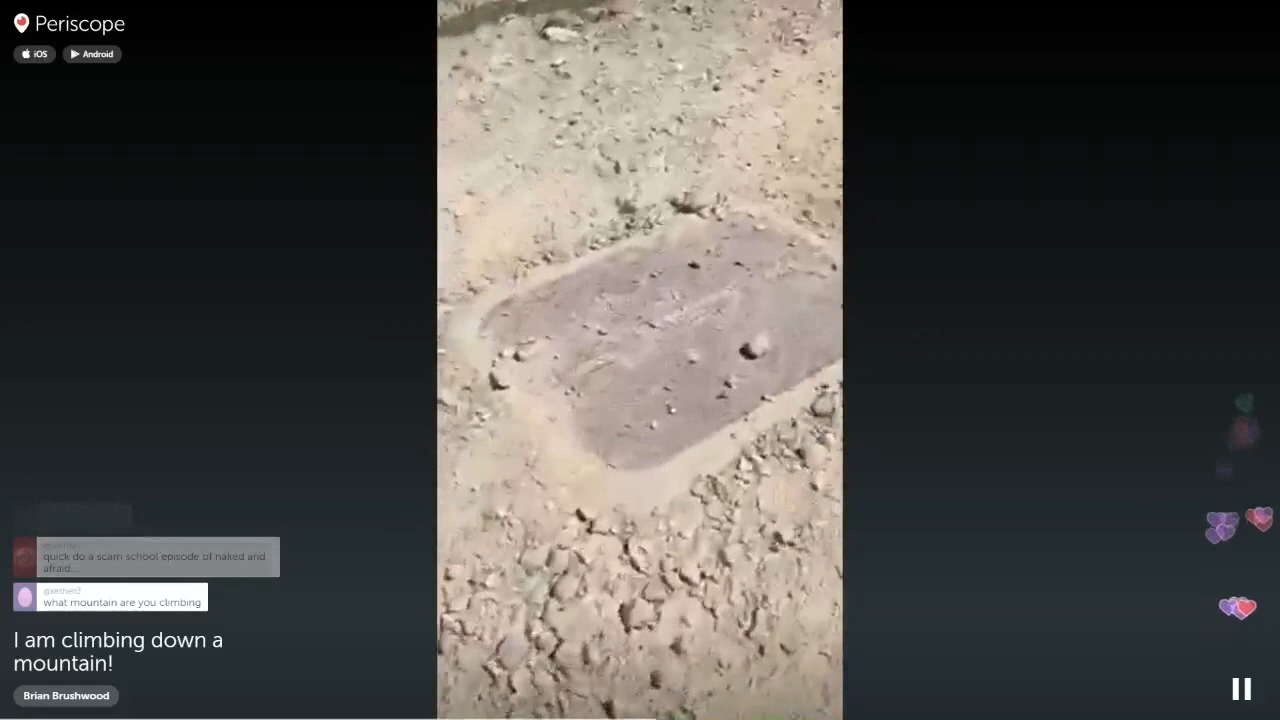 Periscope
iOS
Android
quick do a scam school episode of naked and
afraid...
what mountain are you climbing
I am climbing down a
mountain!
Brian Brushwood